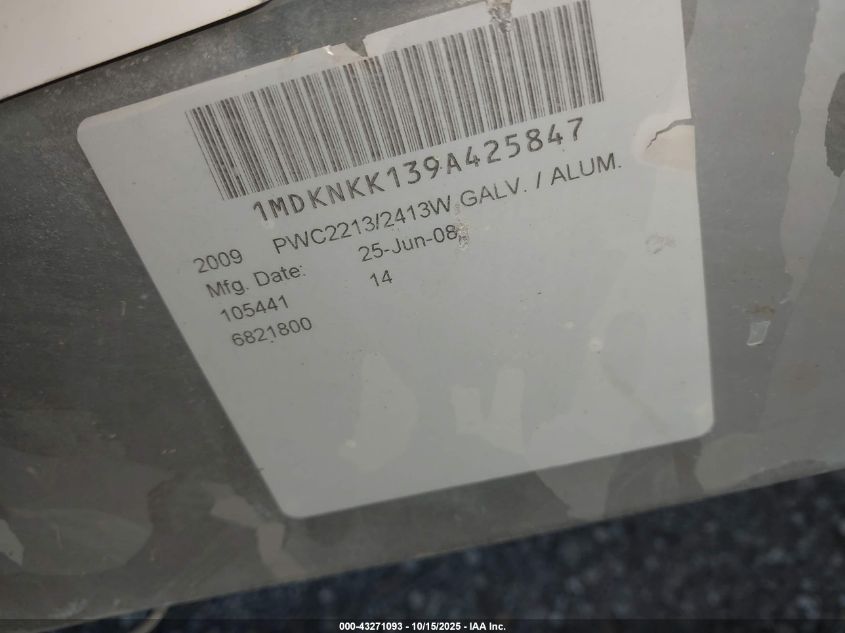 1MDKNKK139A425847
2009 PWC2213/2413W GALV. / ALUM.
Mfg. Date: 25-Jun-08
105441 14
6821800
000-43271093 - 10/15/2025 - IAA Inc.